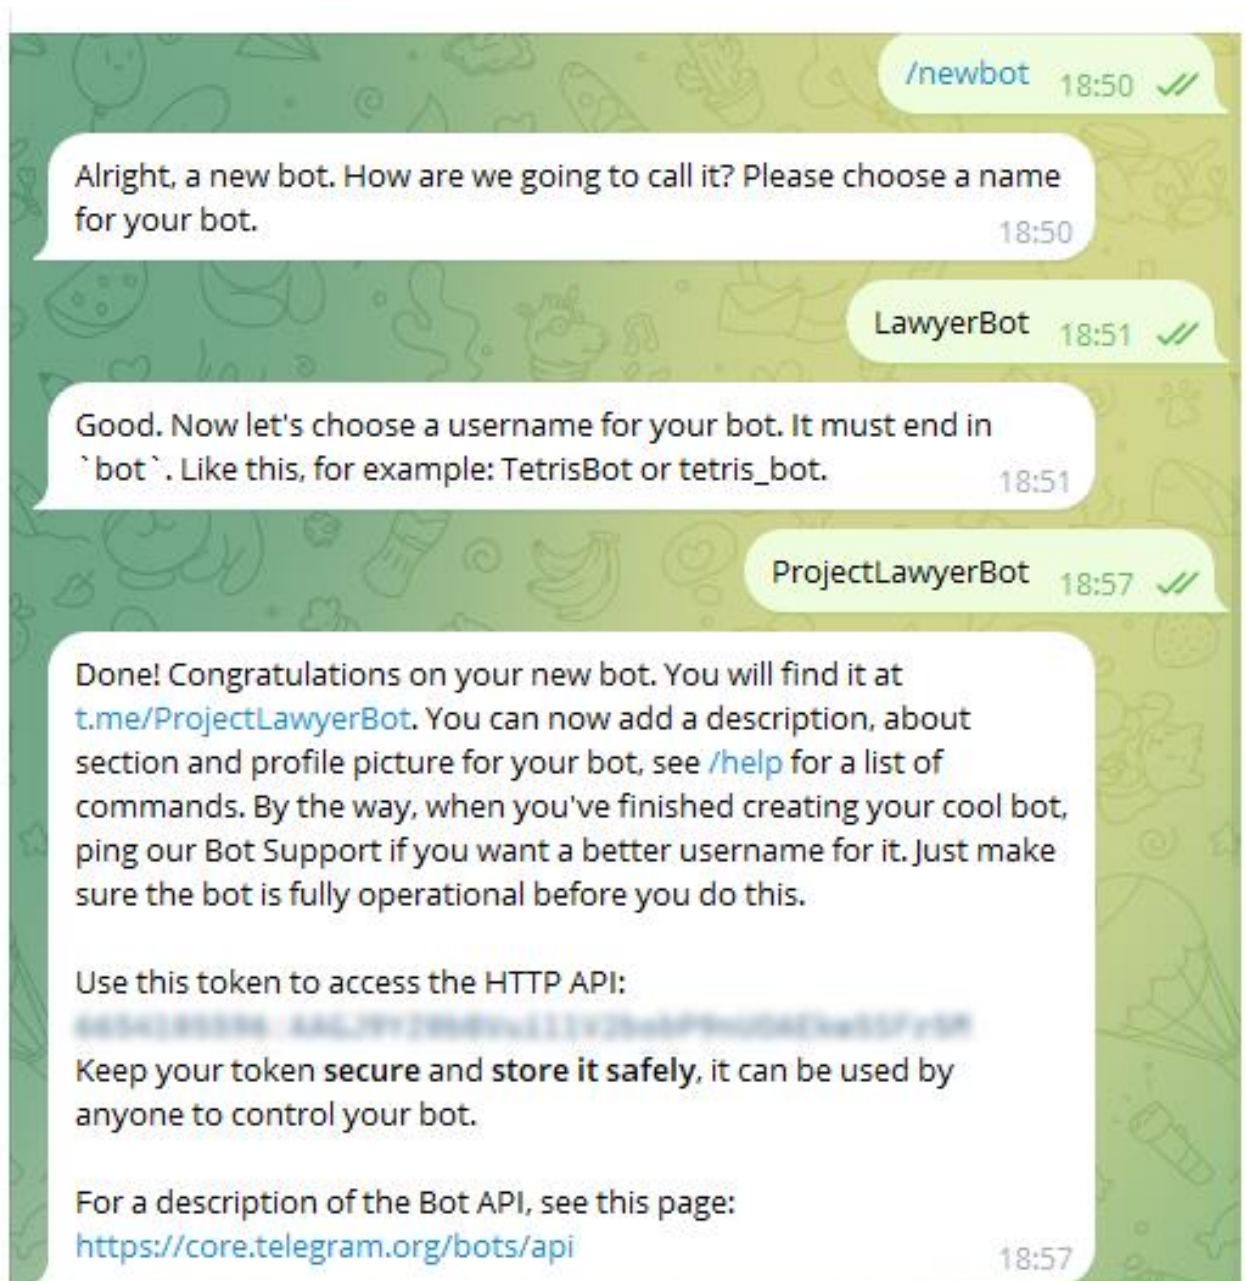 /newbot 18:50
Alright, a new bot. How are we going to call it? Please choose a name
for your bot.
18:50
LawyerBot 18:51
Good. Now let's choose a username for your bot. It must end in
`bot`. Like this, for example: TetrisBot or tetris_bot.
18:51
ProjectLawyerBot 18:57
Done! Congratulations on your new bot. You will find it at
t.me/ProjectLawyerBot. You can now add a description, about
section and profile picture for your bot, see /help for a list of
commands. By the way, when you've finished creating your cool bot,
ping our Bot Support if you want a better username for it. Just make
sure the bot is fully operational before you do this.
Use this token to access the HTTP API:
Keep your token secure and store it safely, it can be used by
anyone to control your bot.
For a description of the Bot API, see this page:
https://core.telegram.org/bots/api
18:57